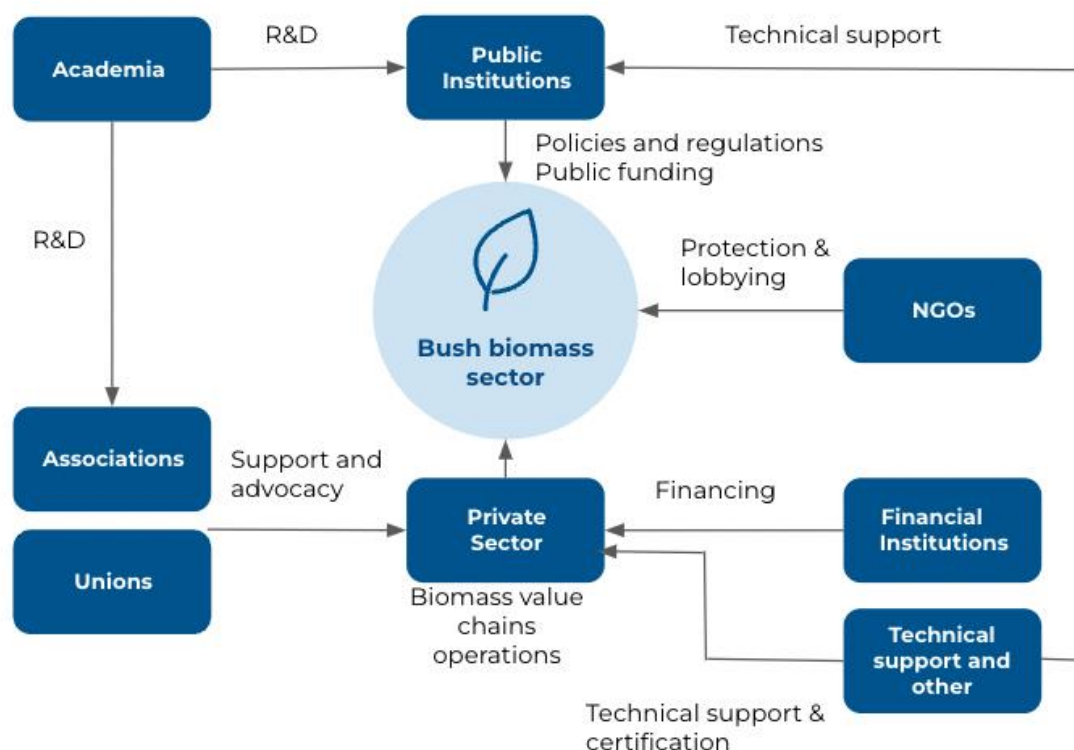 R&D
Technical support
Academia
Public
Institutions
Policies and regulations
Public funding
R&D
Protection &
lobbying
NGOs
Bush biomass
sector
Associations
Support and
advocacy
Unions
Private
Sector
Financing
Financial
Institutions
Biomass value
chains
operations
Technical
support and
other
Technical support &
certification